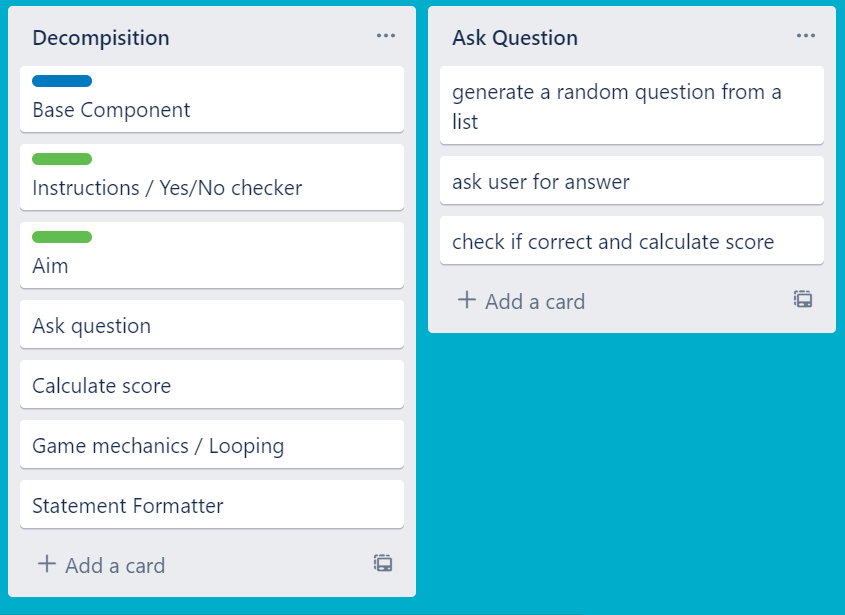 Decompisition
Base Component
Instructions / Yes/No checker
Aim
Ask question
Calculate score
Game mechanics / Looping
Statement Formatter
+ Add a card
Ask Question
generate a random question from a
list
ask user for answer
check if correct and calculate score
+ Add a card